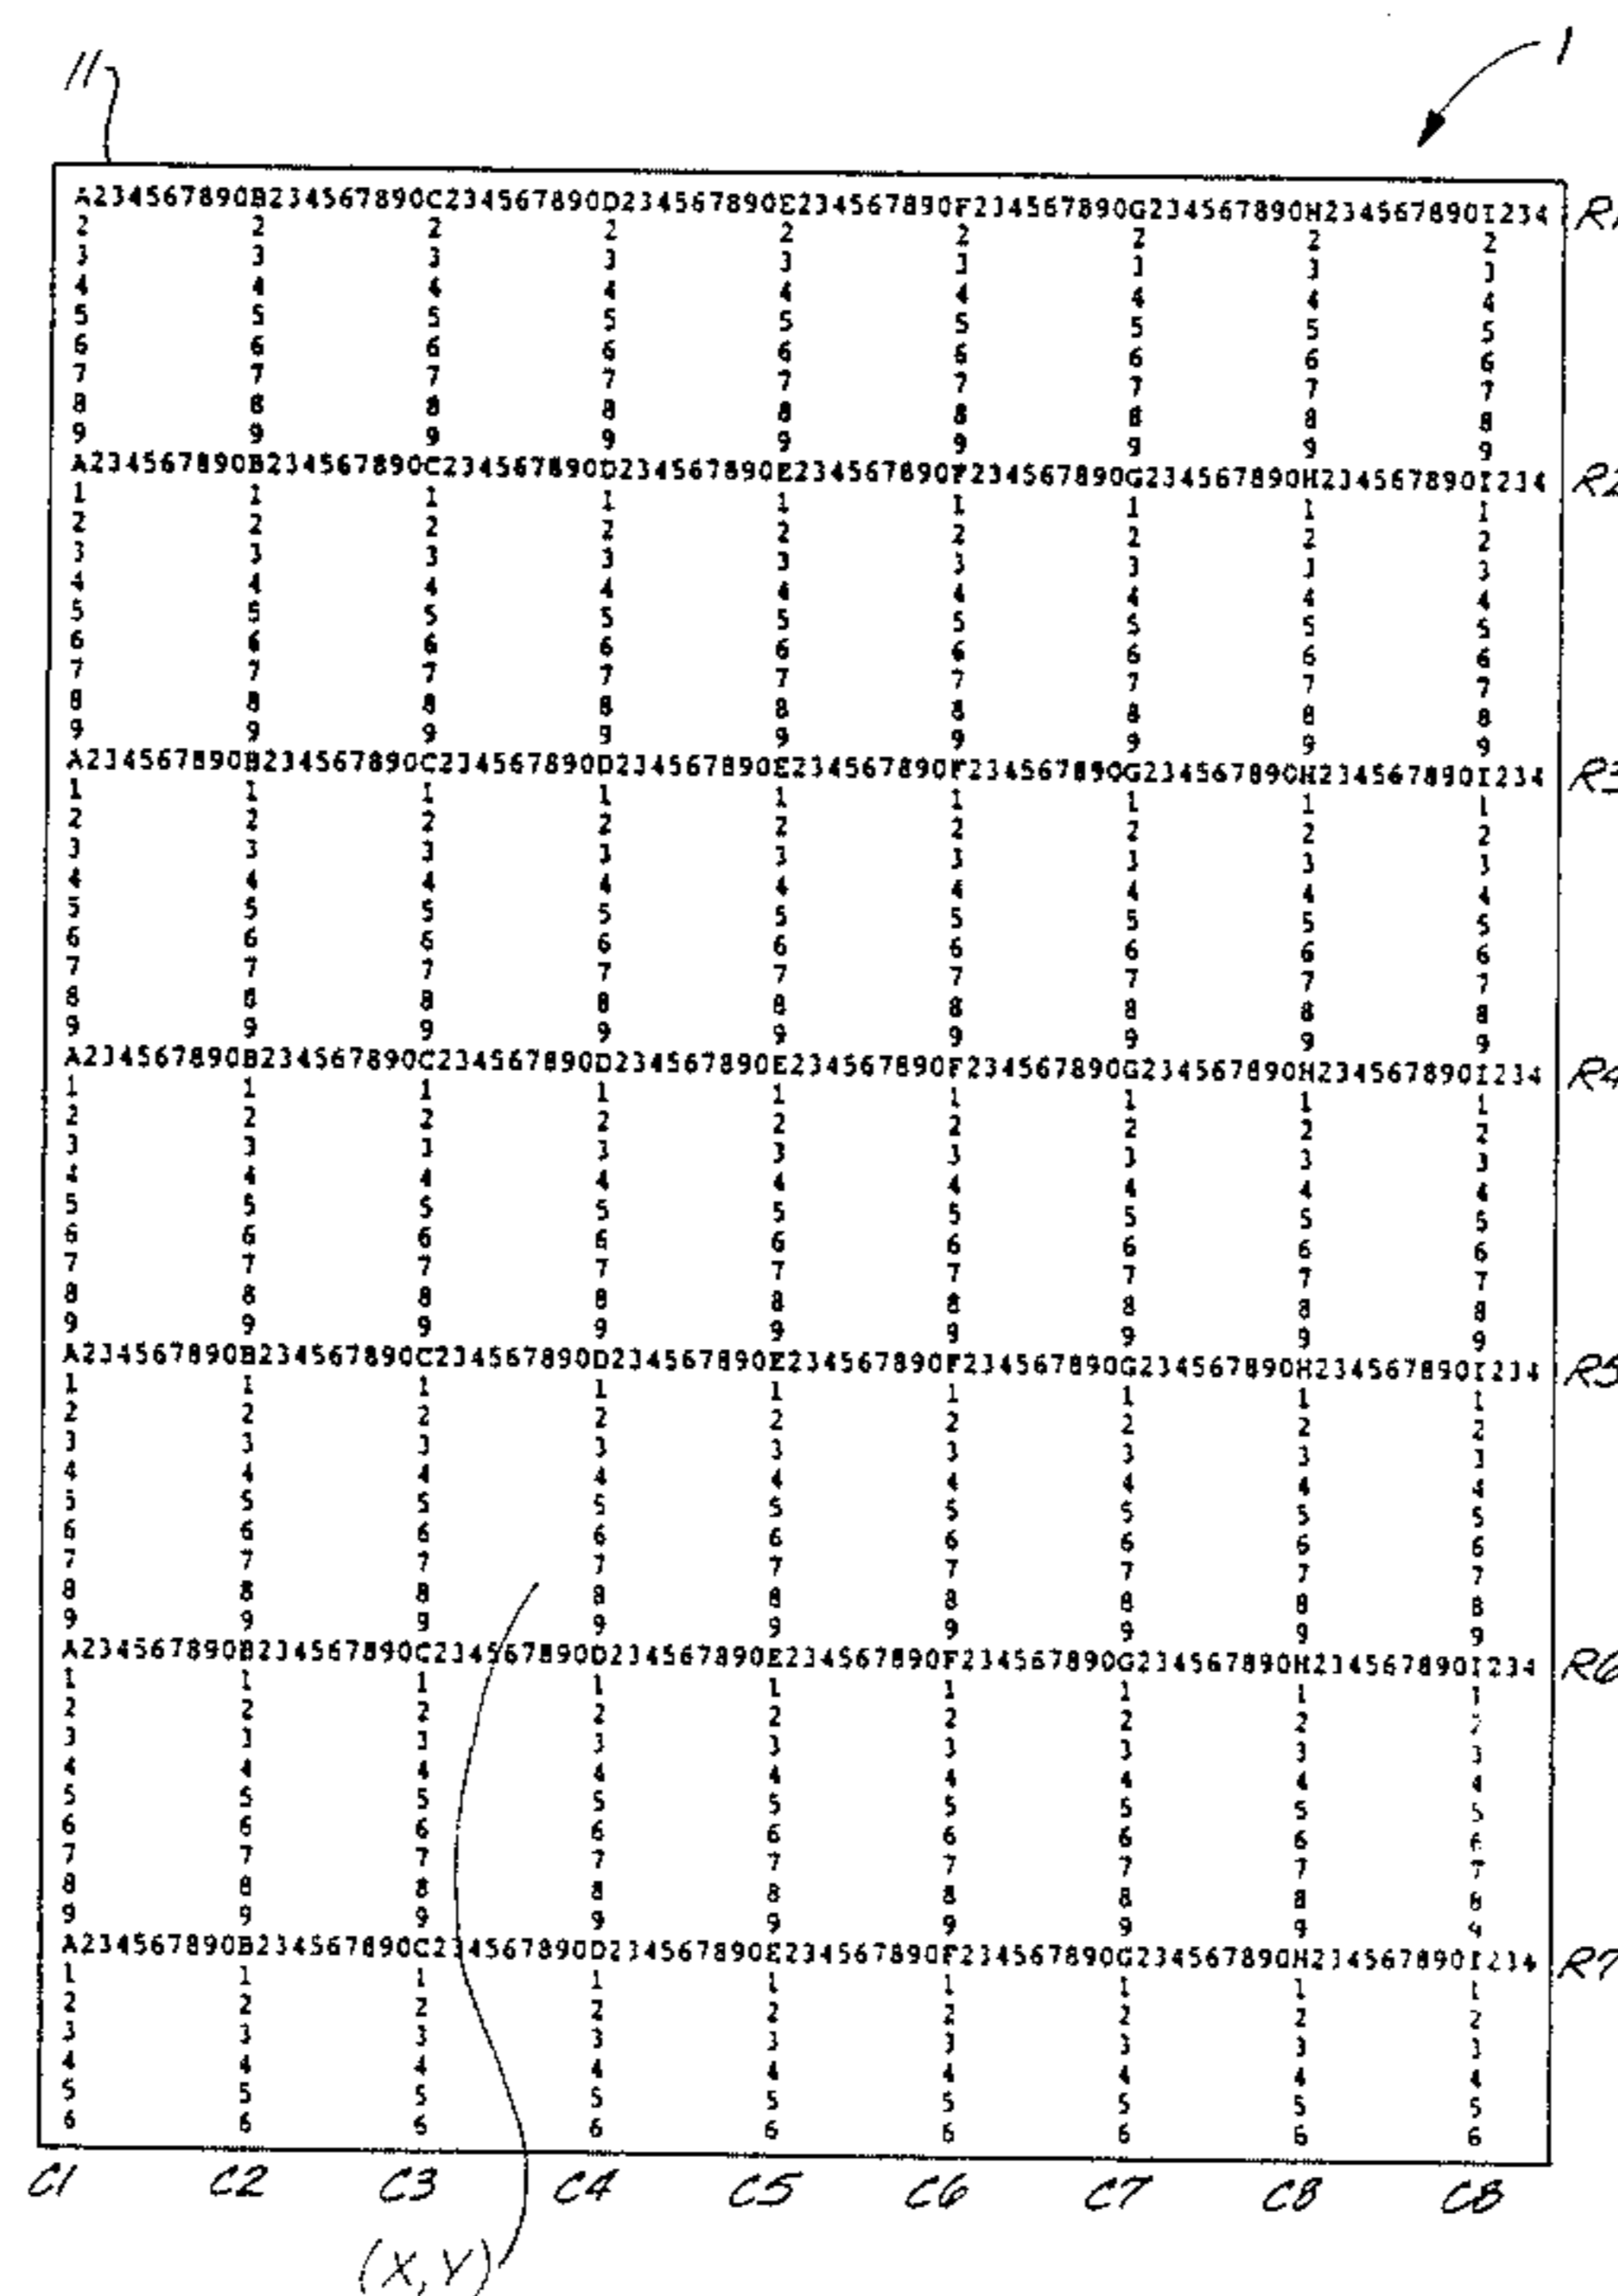 11 1
A234567890B234567890C234567890D234567890E234567890F234567890G234567890H234567890I234 R1
2 2 2 2 2 2 2 2 2
3 3 3 3 3 3 3 3 3
4 4 4 4 4 4 4 4 4
5 5 5 5 5 5 5 5 5
6 6 6 6 6 6 6 6 6
7 7 7 7 7 7 7 7 7
8 8 8 8 8 8 8 8 8
9 9 9 9 9 9 9 9 9
A234567890B234567890C234567890D234567890E234567890F234567890G234567890H234567890I234 R2
1 1 1 1 1 1 1 1 1
2 2 2 2 2 2 2 2 2
3 3 3 3 3 3 3 3 3
4 4 4 4 4 4 4 4 4
5 5 5 5 5 5 5 5 5
6 6 6 6 6 6 6 6 6
7 7 7 7 7 7 7 7 7
8 8 8 8 8 8 8 8 8
9 9 9 9 9 9 9 9 9
A234567890B234567890C234567890D234567890E234567890F234567890G234567890H234567890I234 R3
1 1 1 1 1 1 1 1 1
2 2 2 2 2 2 2 2 2
3 3 3 3 3 3 3 3 3
4 4 4 4 4 4 4 4 4
5 5 5 5 5 5 5 5 5
6 6 6 6 6 6 6 6 6
7 7 7 7 7 7 7 7 7
8 8 8 8 8 8 8 8 8
9 9 9 9 9 9 9 9 9
A234567890B234567890C234567890D234567890E234567890F234567890G234567890H234567890I234 R4
1 1 1 1 1 1 1 1 1
2 2 2 2 2 2 2 2 2
3 3 3 3 3 3 3 3 3
4 4 4 4 4 4 4 4 4
5 5 5 5 5 5 5 5 5
6 6 6 6 6 6 6 6 6
7 7 7 7 7 7 7 7 7
8 8 8 8 8 8 8 8 8
9 9 9 9 9 9 9 9 9
A234567890B234567890C234567890D234567890E234567890F234567890G234567890H234567890I234 R5
1 1 1 1 1 1 1 1 1
2 2 2 2 2 2 2 2 2
3 3 3 3 3 3 3 3 3
4 4 4 4 4 4 4 4 4
5 5 5 5 5 5 5 5 5
6 6 6 6 6 6 6 6 6
7 7 7 7 7 7 7 7 7
8 8 8 8 8 8 8 8 8
9 9 9 9 9 9 9 9 9
A234567890B234567890C234567890D234567890E234567890F234567890G234567890H234567890I234 R6
1 1 1 1 1 1 1 1 1
2 2 2 2 2 2 2 2 2
3 3 3 3 3 3 3 3 3
4 4 4 4 4 4 4 4 4
5 5 5 5 5 5 5 5 5
6 6 6 6 6 6 6 6 6
7 7 7 7 7 7 7 7 7
8 8 8 8 8 8 8 8 8
9 9 9 9 9 9 9 9 9
A234567890B234567890C234567890D234567890E234567890F234567890G234567890H234567890I234 R7
1 1 1 1 1 1 1 1 1
2 2 2 2 2 2 2 2 2
3 3 3 3 3 3 3 3 3
4 4 4 4 4 4 4 4 4
5 5 5 5 5 5 5 5 5
6 6 6 6 6 6 6 6 6
C1 C2 C3 C4 C5 C6 C7 C8 C8
(X,Y)